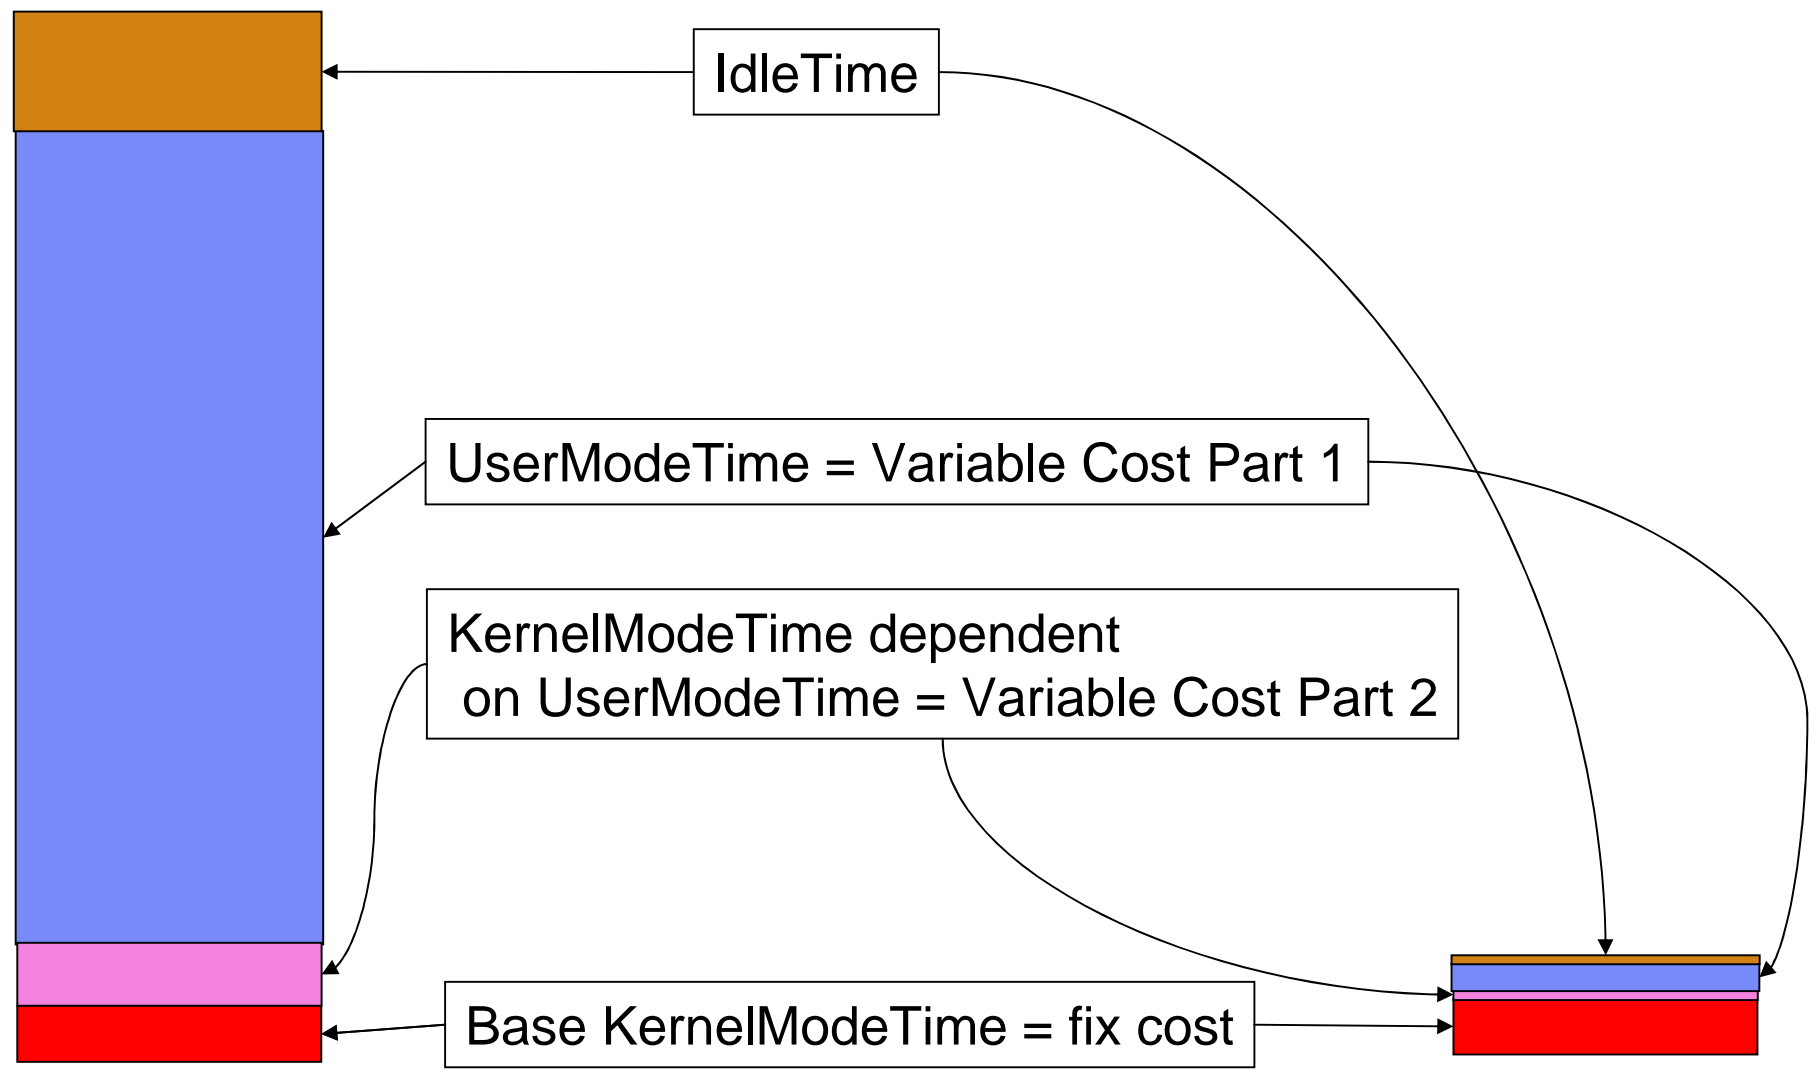 IdleTime
UserModeTime = Variable Cost Part 1
KernelModeTime dependent
on UserModeTime = Variable Cost Part 2
Base KernelModeTime = fix cost